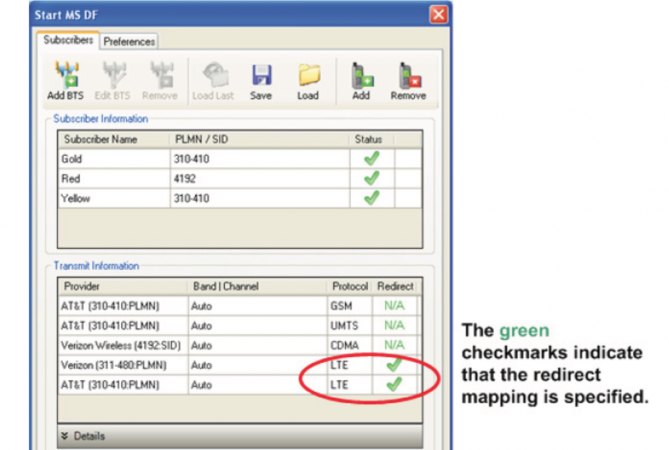 Start MS DF
Subscribers Preferences
Add BTS Edit BTS Remove Load Last Save Load Add Remove
Subscriber Information
Subscriber Name PLMN / SID Status
Gold 310-410
Red 4192
Yellow 310-410
Transmit Information
Provider Band | Channel Protocol Redirect
AT&T (310-410:PLMN) Auto GSM N/A
AT&T (310-410:PLMN) Auto UMTS N/A
Verizon Wireless (4192:SID) Auto CDMA N/A
Verizon (311-480:PLMN) Auto LTE
AT&T (310-410:PLMN) Auto LTE
Details
The green
checkmarks indicate
that the redirect
mapping is specified.